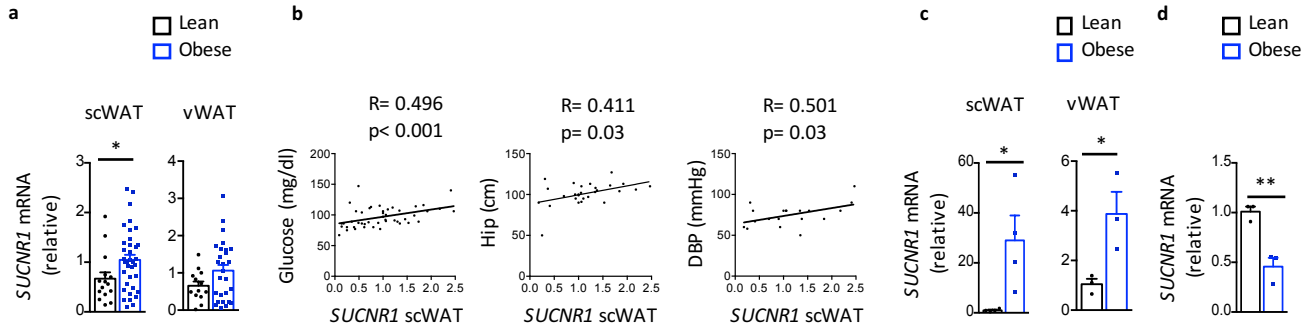 a
Lean
Obese
scWAT
vWAT
*
SUCNR1 mRNA
(relative)
3
2
1
0
4
3
2
1
0
b
R= 0.496
p< 0.001
Glucose (mg/dl)
200
150
100
50
0
0.0 0.5 1.0 1.5 2.0 2.5
SUCNR1 scWAT
R= 0.411
p= 0.03
Hip (cm)
150
100
50
0
0.0 0.5 1.0 1.5 2.0 2.5
SUCNR1 scWAT
R= 0.501
p= 0.03
DBP (mmHg)
150
100
50
0
0.0 0.5 1.0 1.5 2.0 2.5
SUCNR1 scWAT
c
Lean
Obese
scWAT
vWAT
*
*
SUCNR1 mRNA
(relative)
60
40
20
0
6
4
2
0
d
Lean
Obese
**
SUCNR1 mRNA
(relative)
1.5
1.0
0.5
0.0